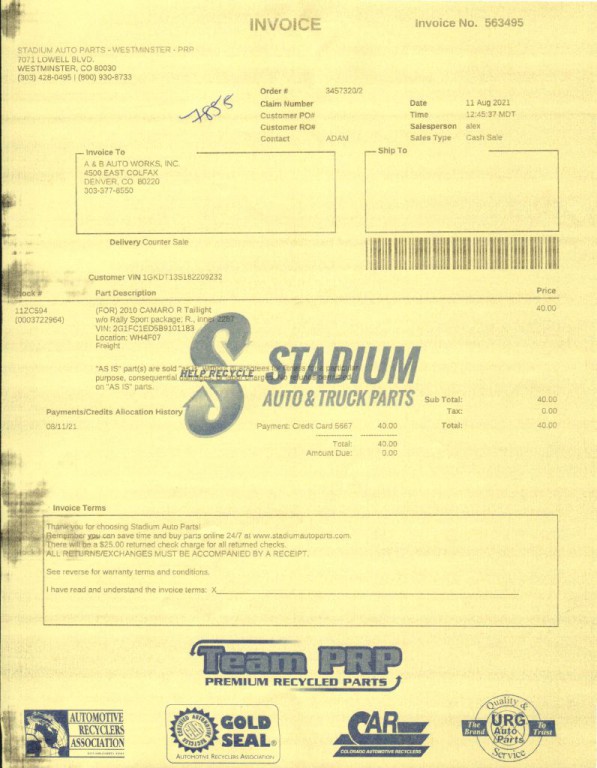 INVOICE
Invoice No. 563495
STADIUM AUTO PARTS - WESTMINSTER - PRP
7071 LOWELL BLVD.
WESTMINSTER, CO 80030
(303) 428-0495 | (800) 930-8733
7855
Order # 3457320/2
Claim Number
Customer PO#
Customer RO#
Contact ADAM
Date 11 Aug 2021
Time 12:45:37 MDT
Salesperson alex
Sales Type Cash Sale
Invoice To
A & B AUTO WORKS, INC.
4500 EAST COLFAX
DENVER, CO 80220
303-377-8550
Ship To
Delivery Counter Sale
Customer VIN 1GKDT13S182209232
Stock # Part Description Price
11ZC594 (FOR) 2010 CAMARO R Taillight 40.00
(0003722964) w/o Rally Sport package; R., inner
VIN: 2G1FC1ED5B9101183
Location: WH4F07
Freight
"AS IS" part(s) are sold
purpose, consequential
on "AS IS" parts.
HELP RECYCLE
STADIUM
AUTO & TRUCK PARTS
Sub Total: 40.00
Tax: 0.00
Total: 40.00
Payments/Credits Allocation History
08/11/21 Payment: Credit Card 5667 40.00
Total: 40.00
Amount Due: 0.00
Invoice Terms
Thank you for choosing Stadium Auto Parts!
Remember you can save time and buy parts online 24/7 at www.stadiumautoparts.com.
There will be a $25.00 returned check charge for all returned checks.
ALL RETURNS/EXCHANGES MUST BE ACCOMPANIED BY A RECEIPT.
See reverse for warranty terms and conditions.
I have read and understand the invoice terms: X
Team PRP
PREMIUM RECYCLED PARTS
AUTOMOTIVE
RECYCLERS
ASSOCIATION
CERTIFIED AUTOMOTIVE RECYCLER
GOLD
SEAL®
AUTOMOTIVE RECYCLERS ASSOCIATION
CAR
COLORADO AUTOMOTIVE RECYCLERS
Quality &
The Brand
URG
Auto
Parts
To Trust
Service